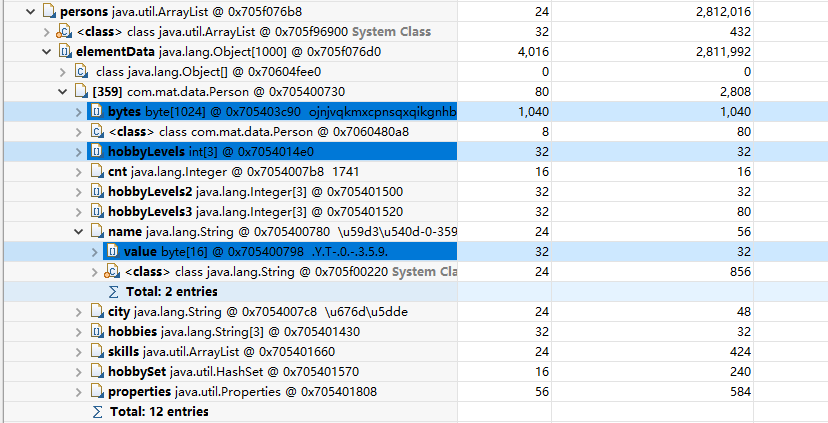 persons java.util.ArrayList @ 0x705f076b8 24 2,812,016
<class> class java.util.ArrayList @ 0x705f96900 System Class 32 432
elementData java.lang.Object[1000] @ 0x705f076d0 4,016 2,811,992
class java.lang.Object[] @ 0x70604fee0 0 0
[359] com.mat.data.Person @ 0x705400730 80 2,808
bytes byte[1024] @ 0x705403c90 ojnjvqkmxcpnsqxqikgnhb 1,040 1,040
<class> class com.mat.data.Person @ 0x7060480a8 8 80
hobbyLevels int[3] @ 0x7054014e0 32 32
cnt java.lang.Integer @ 0x7054007b8 1741 16 16
hobbyLevels2 java.lang.Integer[3] @ 0x705401500 32 32
hobbyLevels3 java.lang.Integer[3] @ 0x705401520 32 80
name java.lang.String @ 0x705400780 \u59d3\u540d-0-359 24 56
value byte[16] @ 0x705400798 .Y.T-.0.-.3.5.9. 32 32
<class> class java.lang.String @ 0x705f00220 System Cla 24 856
∑ Total: 2 entries
city java.lang.String @ 0x7054007c8 \u676d\u5dde 24 48
hobbies java.lang.String[3] @ 0x705401430 32 32
skills java.util.ArrayList @ 0x705401660 24 424
hobbySet java.util.HashSet @ 0x705401570 16 240
properties java.util.Properties @ 0x705401808 56 584
∑ Total: 12 entries